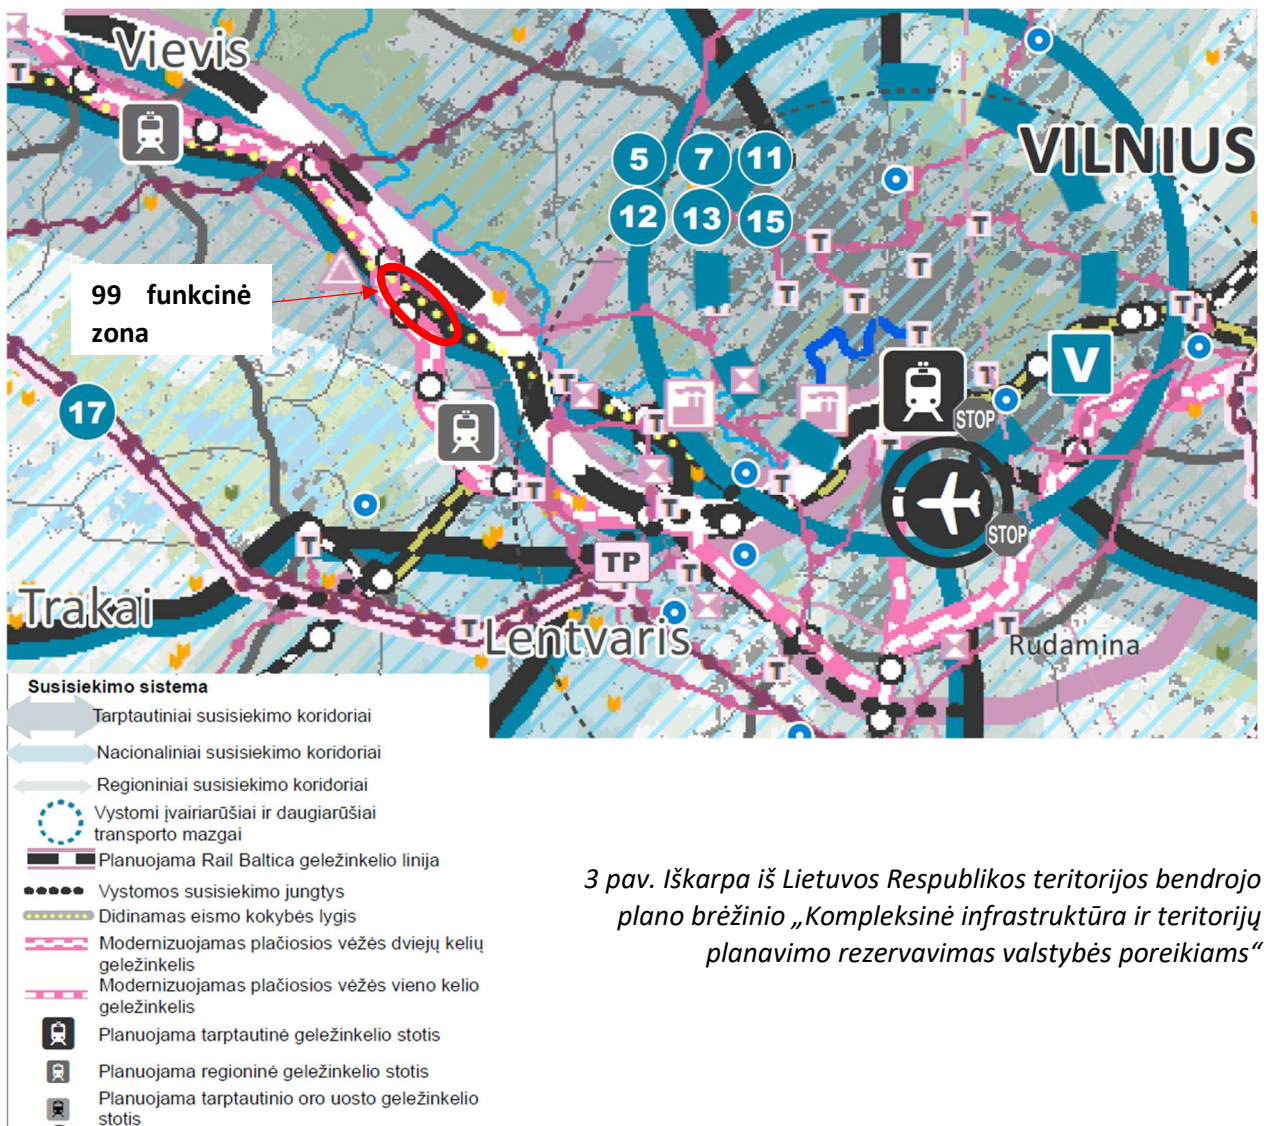 Vievis
VILNIUS
5 7 11
12 13 15
T
T
T
T
T
T
T
T
99 funkcinė
zona
V
17
STOP
T
T
T
T
T
T
STOP
T
TP
T
Trakai
T
Lentvaris
T
Rudamina
T
Susisiekimo sistema
Tarptautiniai susisiekimo koridoriai
Nacionaliniai susisiekimo koridoriai
Regioniniai susisiekimo koridoriai
Vystomi įvairiarūšiai ir daugiarūšiai
transporto mazgai
Planuojama Rail Baltica geležinkelio linija
Vystomos susisiekimo jungtys
Didinamas eismo kokybės lygis
Modernizuojamas plačiosios vėžės dviejų kelių
geležinkelis
Modernizuojamas plačiosios vėžės vieno kelio
geležinkelis
Planuojama tarptautinė geležinkelio stotis
Planuojama regioninė geležinkelio stotis
Planuojama tarptautinio oro uosto geležinkelio
stotis
3 pav. Iškarpa iš Lietuvos Respublikos teritorijos bendrojo
plano brėžinio „Kompleksinė infrastruktūra ir teritorijų
planavimo rezervavimas valstybės poreikiams“